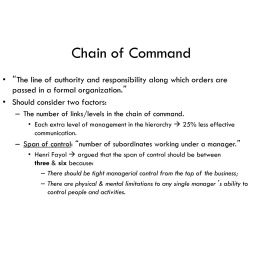 Chain of Command
• "The line of authority and responsibility along which orders are
passed in a formal organization."
• Should consider two factors:
– The number of links/levels in the chain of command.
• Each extra level of management in the hierarchy → 25% less effective
communication.
– Span of control: "number of subordinates working under a manager."
• Henri Fayol → argued that the span of control should be between
three & six because:
– There should be tight managerial control from the top of the business;
– There are physical & mental limitations to any single manager's ability to
control people and activities.